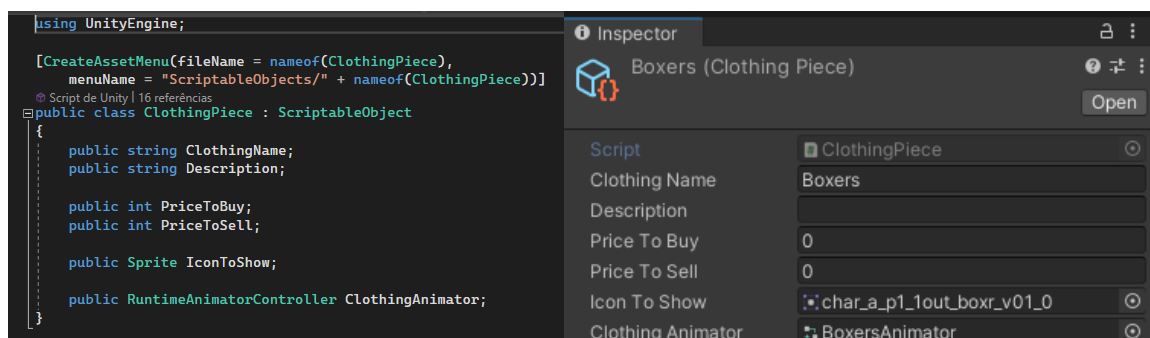 using UnityEngine;
[CreateAssetMenu(fileName = nameof(ClothingPiece),
menuName = "ScriptableObjects/" + nameof(ClothingPiece))]
Script de Unity | 16 referências
public class ClothingPiece : ScriptableObject
{
public string ClothingName;
public string Description;
public int PriceToBuy;
public int PriceToSell;
public Sprite IconToShow;
public RuntimeAnimatorController ClothingAnimator;
}
Inspector
Boxers (Clothing Piece)
Open
Script ClothingPiece
Clothing Name Boxers
Description
Price To Buy 0
Price To Sell 0
Icon To Show char_a_p1_1out_boxr_v01_0
Clothing Animator BoxersAnimator